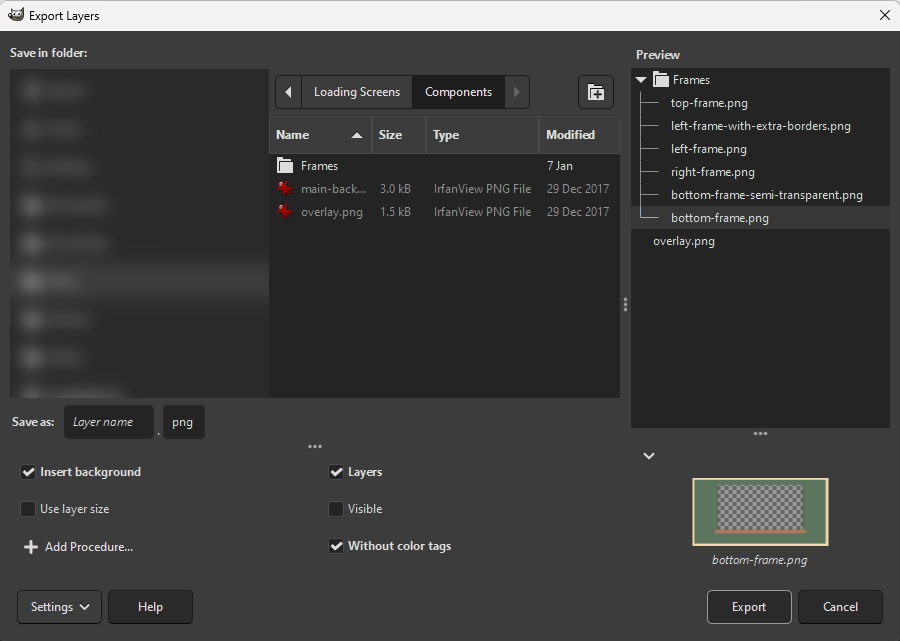 Export Layers
Save in folder:
Loading Screens
Components
Name
Size
Type
Modified
Frames
7 Jan
main-back...
3.0 kB
IrfanView PNG File
29 Dec 2017
overlay.png
1.5 kB
IrfanView PNG File
29 Dec 2017
Preview
Frames
top-frame.png
left-frame-with-extra-borders.png
left-frame.png
right-frame.png
bottom-frame-semi-transparent.png
bottom-frame.png
overlay.png
Save as:
Layer name
.
png
Insert background
Layers
Use layer size
Visible
Add Procedure...
Without color tags
bottom-frame.png
Settings
Help
Export
Cancel